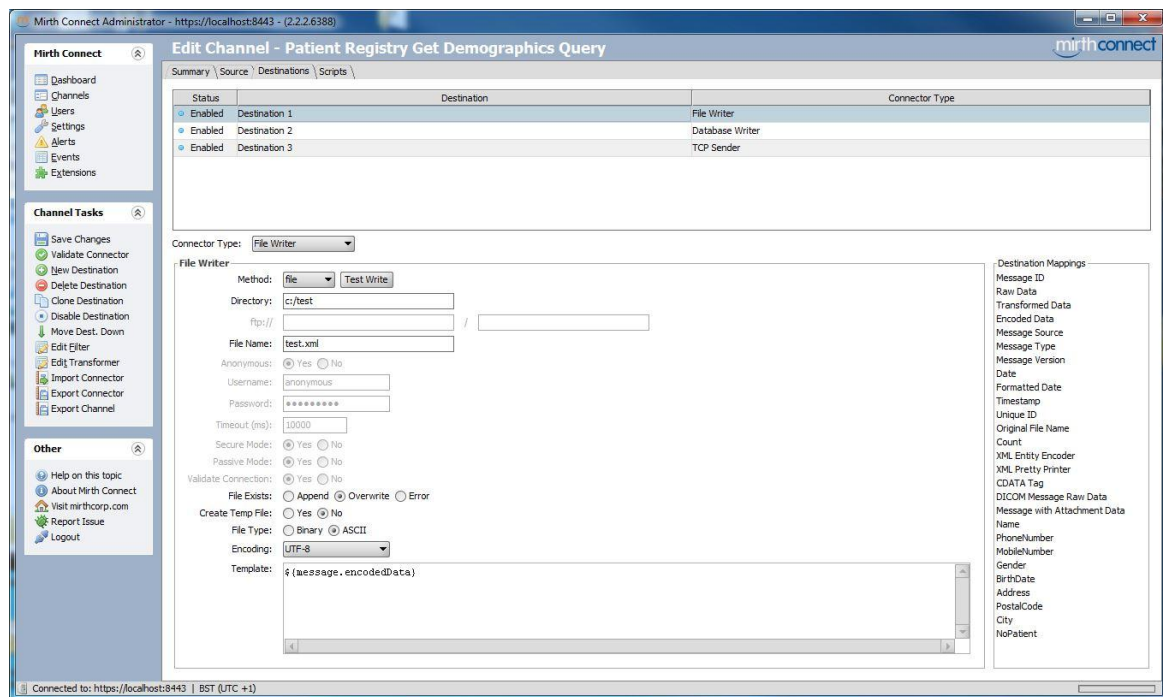 Mirth Connect Administrator - https://localhost:8443 - (2.2.2.6388)
Mirth Connect
Dashboard
Channels
Users
Settings
Alerts
Events
Extensions
Channel Tasks
Save Changes
Validate Connector
New Destination
Delete Destination
Clone Destination
Disable Destination
Move Dest. Down
Edit Filter
Edit Transformer
Import Connector
Export Connector
Export Channel
Other
Help on this topic
About Mirth Connect
Visit mirthcorp.com
Report Issue
Logout
Edit Channel - Patient Registry Get Demographics Query
mirthconnect
Summary Source Destinations Scripts
Status Destination Connector Type
Enabled Destination 1 File Writer
Enabled Destination 2 Database Writer
Enabled Destination 3 TCP Sender
Connector Type: File Writer
File Writer
Method: file Test Write
Directory: c:/test
ftp:// /
File Name: test.xml
Anonymous: Yes No
Username: anonymous
Password: •••••••••
Timeout (ms): 10000
Secure Mode: Yes No
Passive Mode: Yes No
Validate Connection: Yes No
File Exists: Append Overwrite Error
Create Temp File: Yes No
File Type: Binary ASCII
Encoding: UTF-8
Template: ${message.encodedData}
Destination Mappings
Message ID
Raw Data
Transformed Data
Encoded Data
Message Source
Message Type
Message Version
Date
Formatted Date
Timestamp
Unique ID
Original File Name
Count
XML Entity Encoder
XML Pretty Printer
CDATA Tag
DICOM Message Raw Data
Message with Attachment Data
Name
PhoneNumber
MobileNumber
Gender
BirthDate
Address
PostalCode
City
NoPatient
Connected to: https://localhost:8443 | BST (UTC +1)